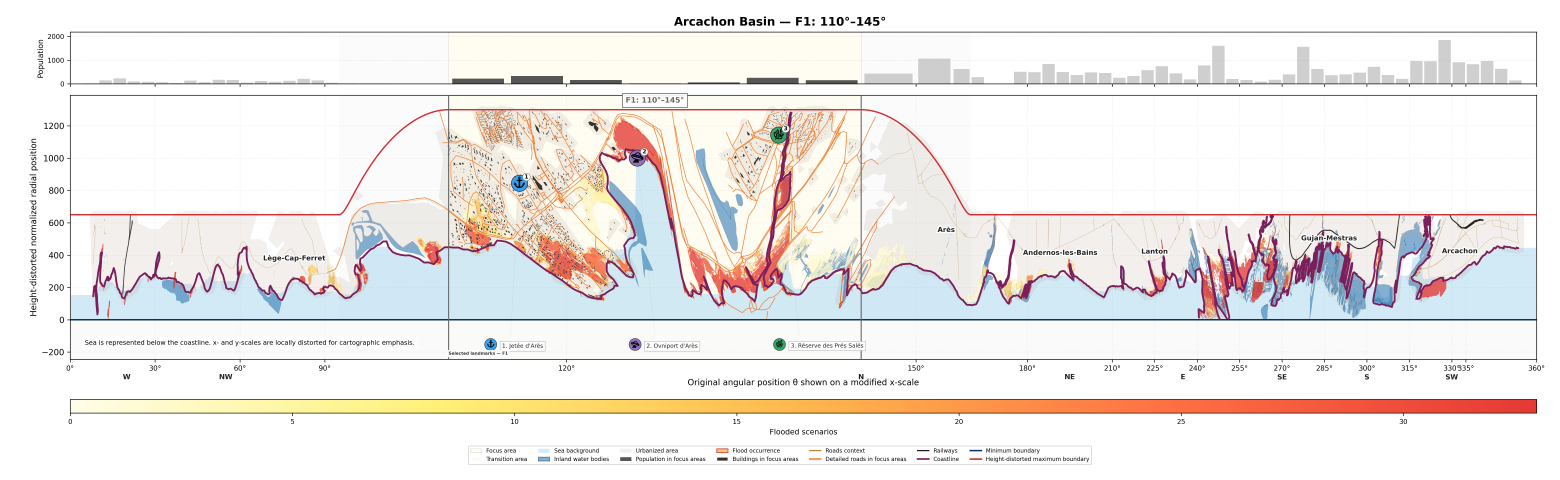 Arcachon Basin — F1: 110°–145°
Population
2000
1000
0
F1: 110°–145°
Height-distorted normalized radial position
1200
1000
800
600
400
200
0
−200
1
2
3
Lège-Cap-Ferret
Arès
Andernos-les-Bains
Lanton
Gujan-Mestras
Arcachon
Sea is represented below the coastline. x- and y-scales are locally distorted for cartographic emphasis.
1. Jetée d'Arès
2. Ovniport d'Arès
3. Réserve des Prés Salés
Selected landmarks — F1
0° 30° 90° 120° 150° 180° 210° 225° 240° 255° 270° 285° 300° 315° 330° 335° 360°
W NW N NE E SE S SW
Original angular position θ shown on a modified x-scale
0 5 10 15 20 25 30
Flooded scenarios
Focus area Sea background Urbanized area Flood occurrence Roads context Railways Minimum boundary
Transition area Inland water bodies Population in focus areas Buildings in focus areas Detailed roads in focus areas Coastline Height-distorted maximum boundary